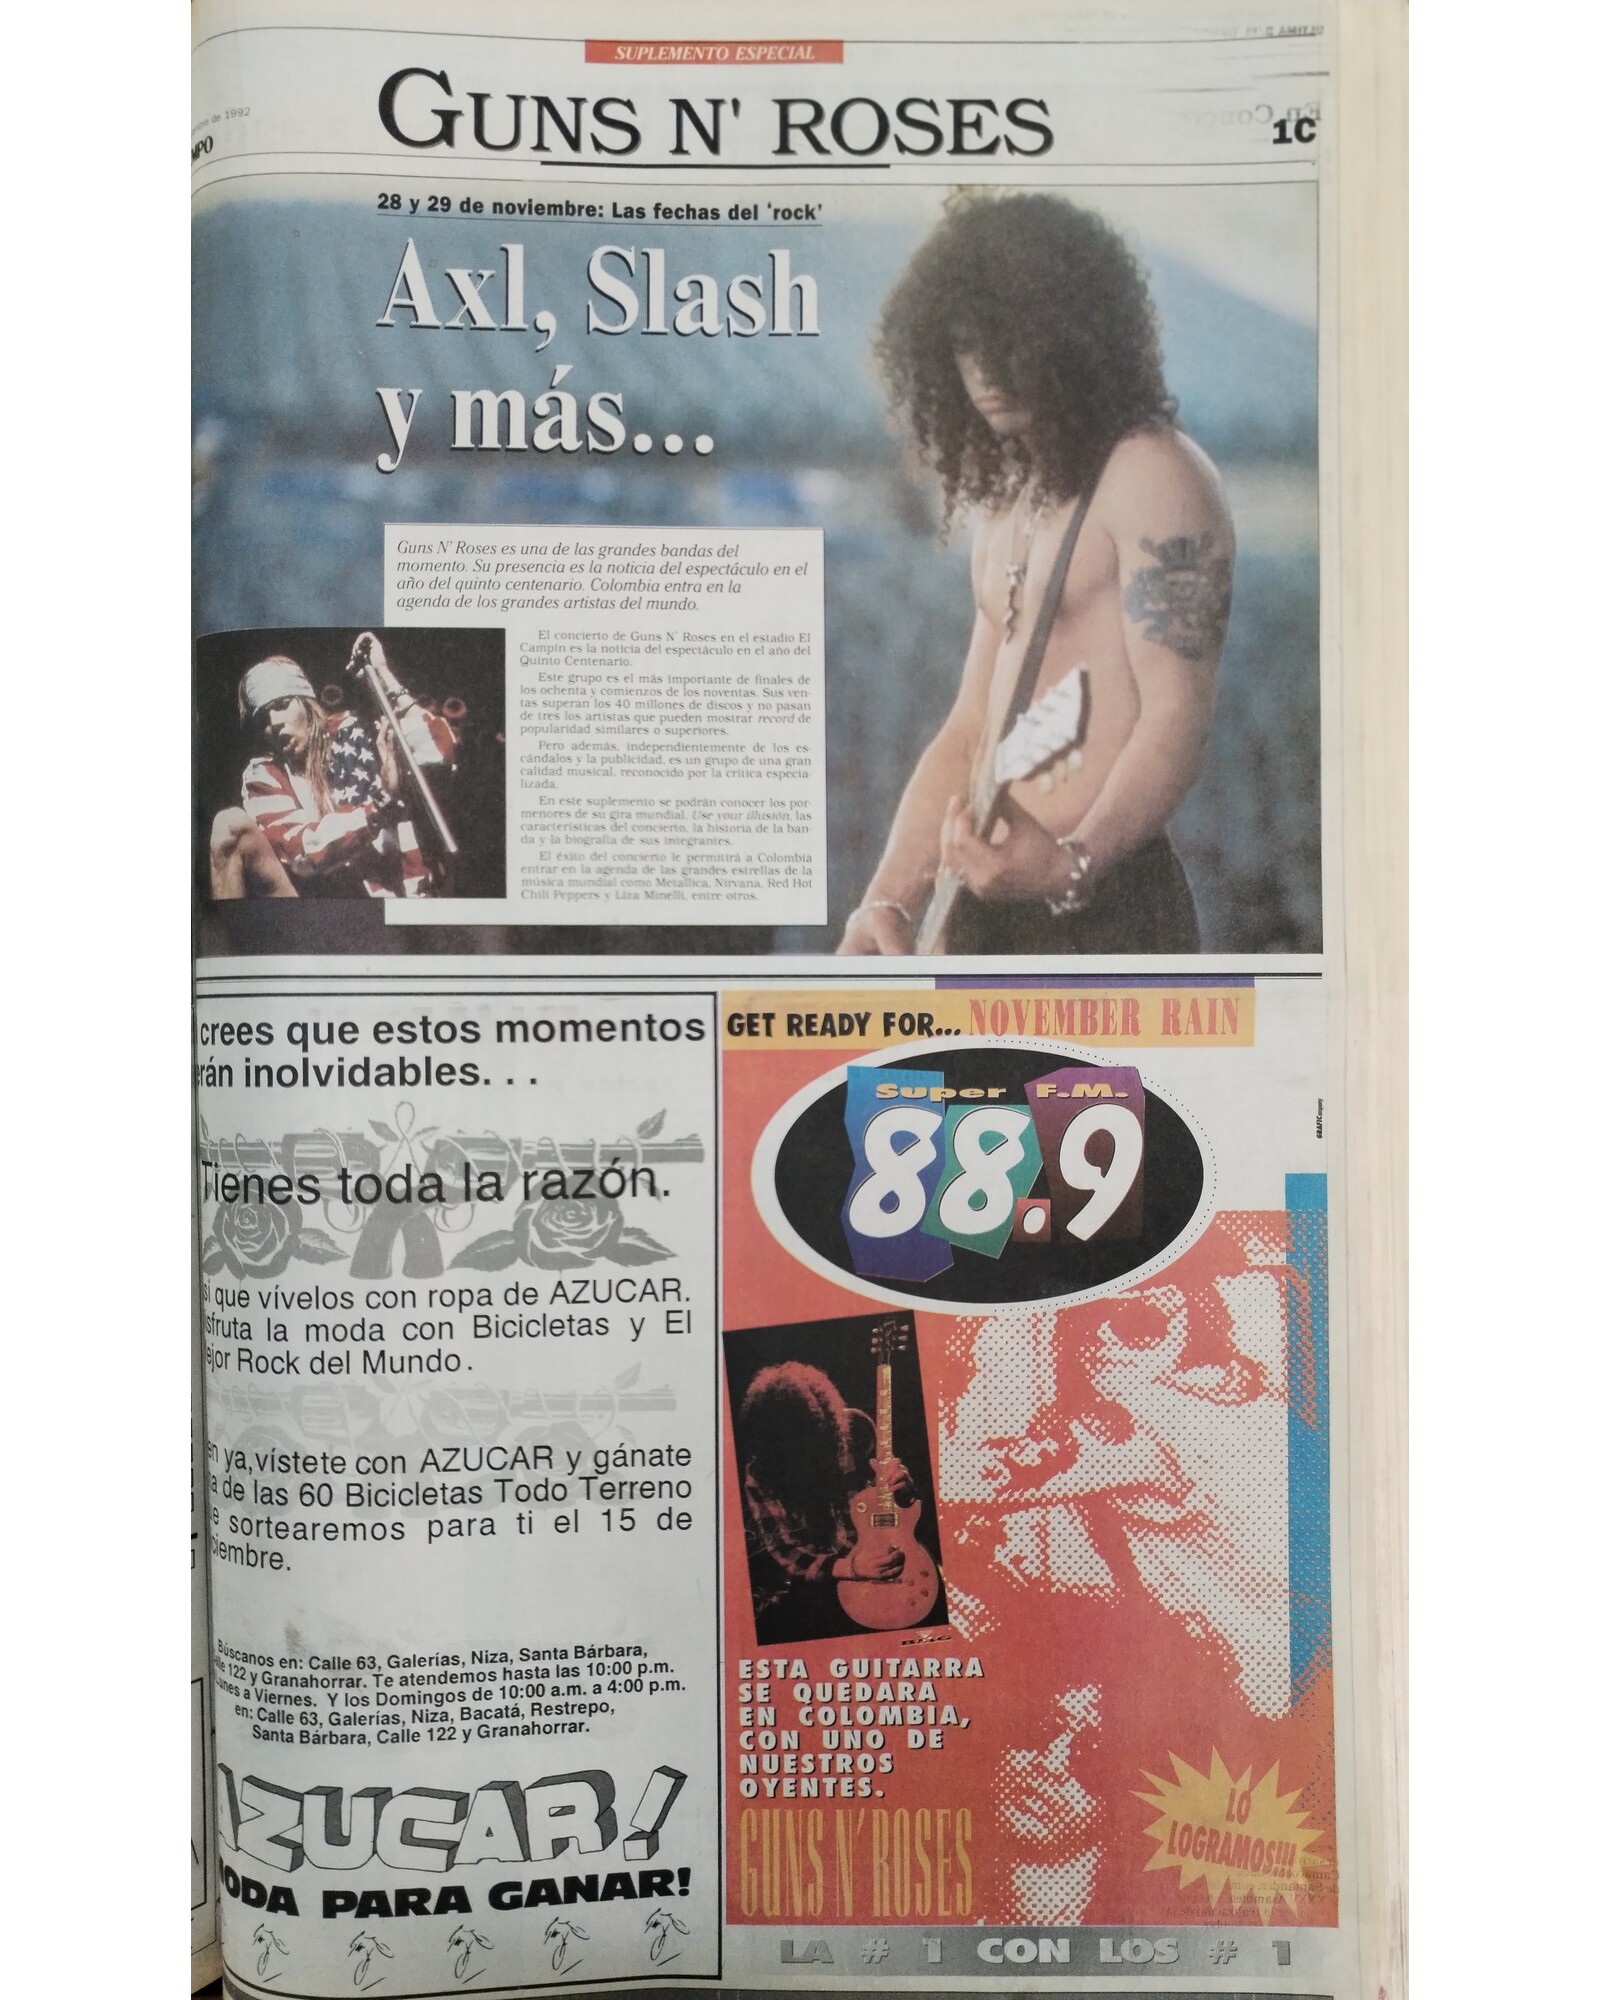 SUPLEMENTO ESPECIAL
de 1992
MPO
GUNS N' ROSES
1C
28 y 29 de noviembre: Las fechas del ‘rock’
Axl, Slash
y más...
Guns N' Roses es una de las grandes bandas del
momento. Su presencia es la noticia del espectáculo en el
año del quinto centenario. Colombia entra en la
agenda de los grandes artistas del mundo.
El concierto de Guns N' Roses en el estadio El
Campín es la noticia del espectáculo en el año del
Quinto Centenario.
Este grupo es el más importante de finales de
los ochenta y comienzos de los noventas. Sus ven-
tas superan los 40 millones de discos y no pasan
de tres los artistas que pueden mostrar record de
popularidad similares o superiores.
Pero además, independientemente de los es-
cándalos y la publicidad, es un grupo de una gran
calidad musical, reconocido por la crítica especia-
lizada.
En este suplemento se podrán conocer los por-
menores de su gira mundial, Use your illusión, las
características del concierto, la historia de la ban-
da y la biografía de sus integrantes.
El éxito del concierto le permitirá a Colombia
entrar en la agenda de las grandes estrellas de la
música mundial como Metallica, Nirvana, Red Hot
Chili Peppers y Liza Minelli, entre otros.
crees que estos momentos
rán inolvidables. . .
Tienes toda la razón.
sí que vívelos con ropa de AZUCAR.
sfruta la moda con Bicicletas y El
ejor Rock del Mundo.
en ya, vístete con AZUCAR y gánate
a de las 60 Bicicletas Todo Terreno
e sortearemos para ti el 15 de
ciembre.
Búscanos en: Calle 63, Galerías, Niza, Santa Bárbara,
lle 122 y Granahorrar. Te atendemos hasta las 10:00 p.m.
Lunes a Viernes. Y los Domingos de 10:00 a.m. a 4:00 p.m.
en: Calle 63, Galerías, Niza, Bacatá, Restrepo,
Santa Bárbara, Calle 122 y Granahorrar.
AZUCAR!
ODA PARA GANAR!
GET READY FOR... NOVEMBER RAIN
Super F.M.
88.9
GRAFICompany
BMG
ESTA GUITARRA
SE QUEDARA
EN COLOMBIA,
CON UNO DE
NUESTROS
OYENTES.
GUNS N' ROSES
LO
LOGRAMOS!!!
LA # 1 CON LOS # 1